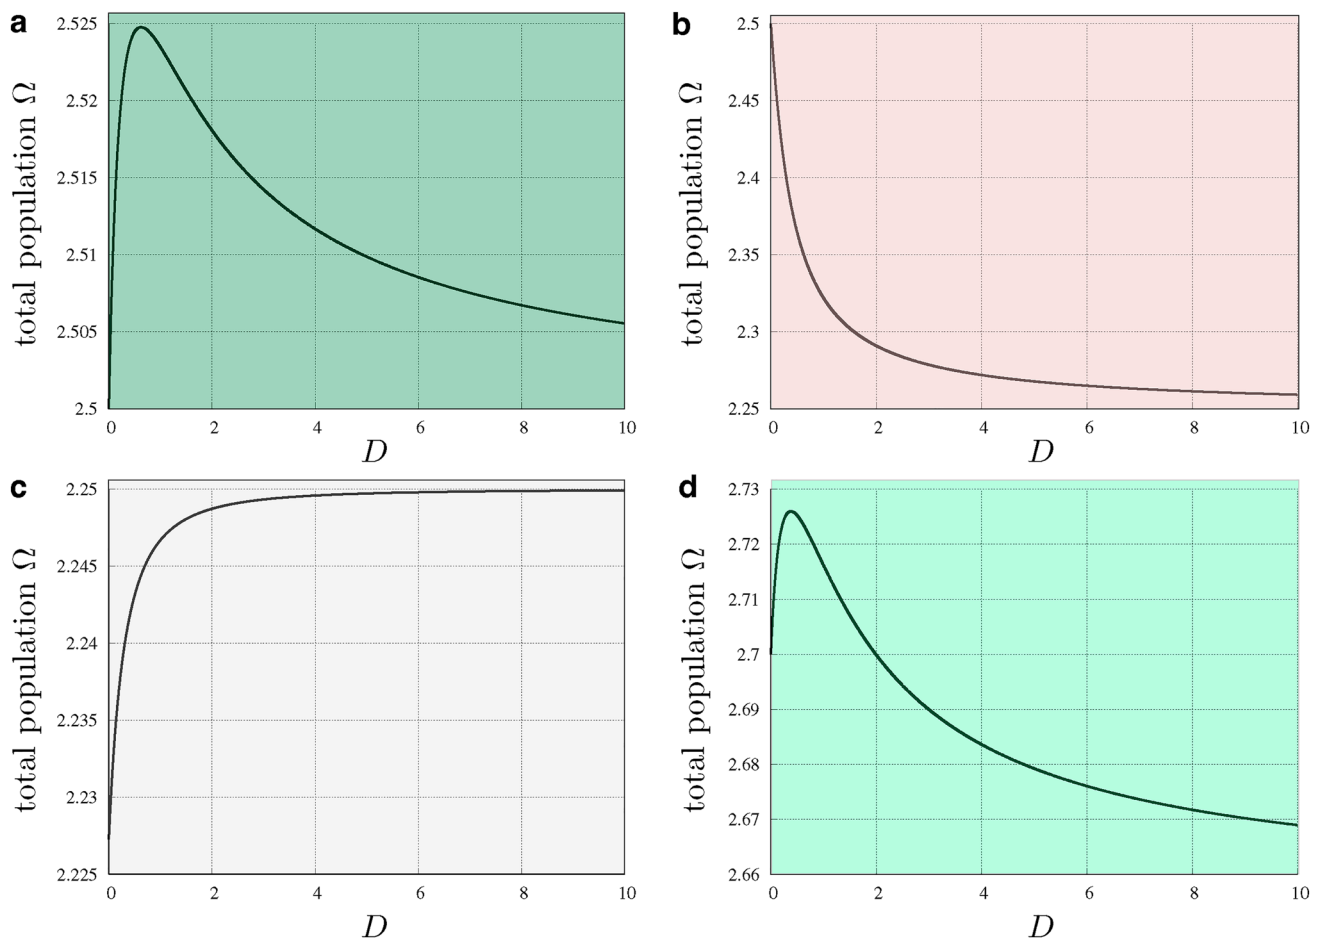 a
total population Ω
2.525
2.52
2.515
2.51
2.505
2.5
0 2 4 6 8 10
D
b
total population Ω
2.5
2.45
2.4
2.35
2.3
2.25
0 2 4 6 8 10
D
c
total population Ω
2.25
2.245
2.24
2.235
2.23
2.225
0 2 4 6 8 10
D
d
total population Ω
2.73
2.72
2.71
2.7
2.69
2.68
2.67
2.66
0 2 4 6 8 10
D